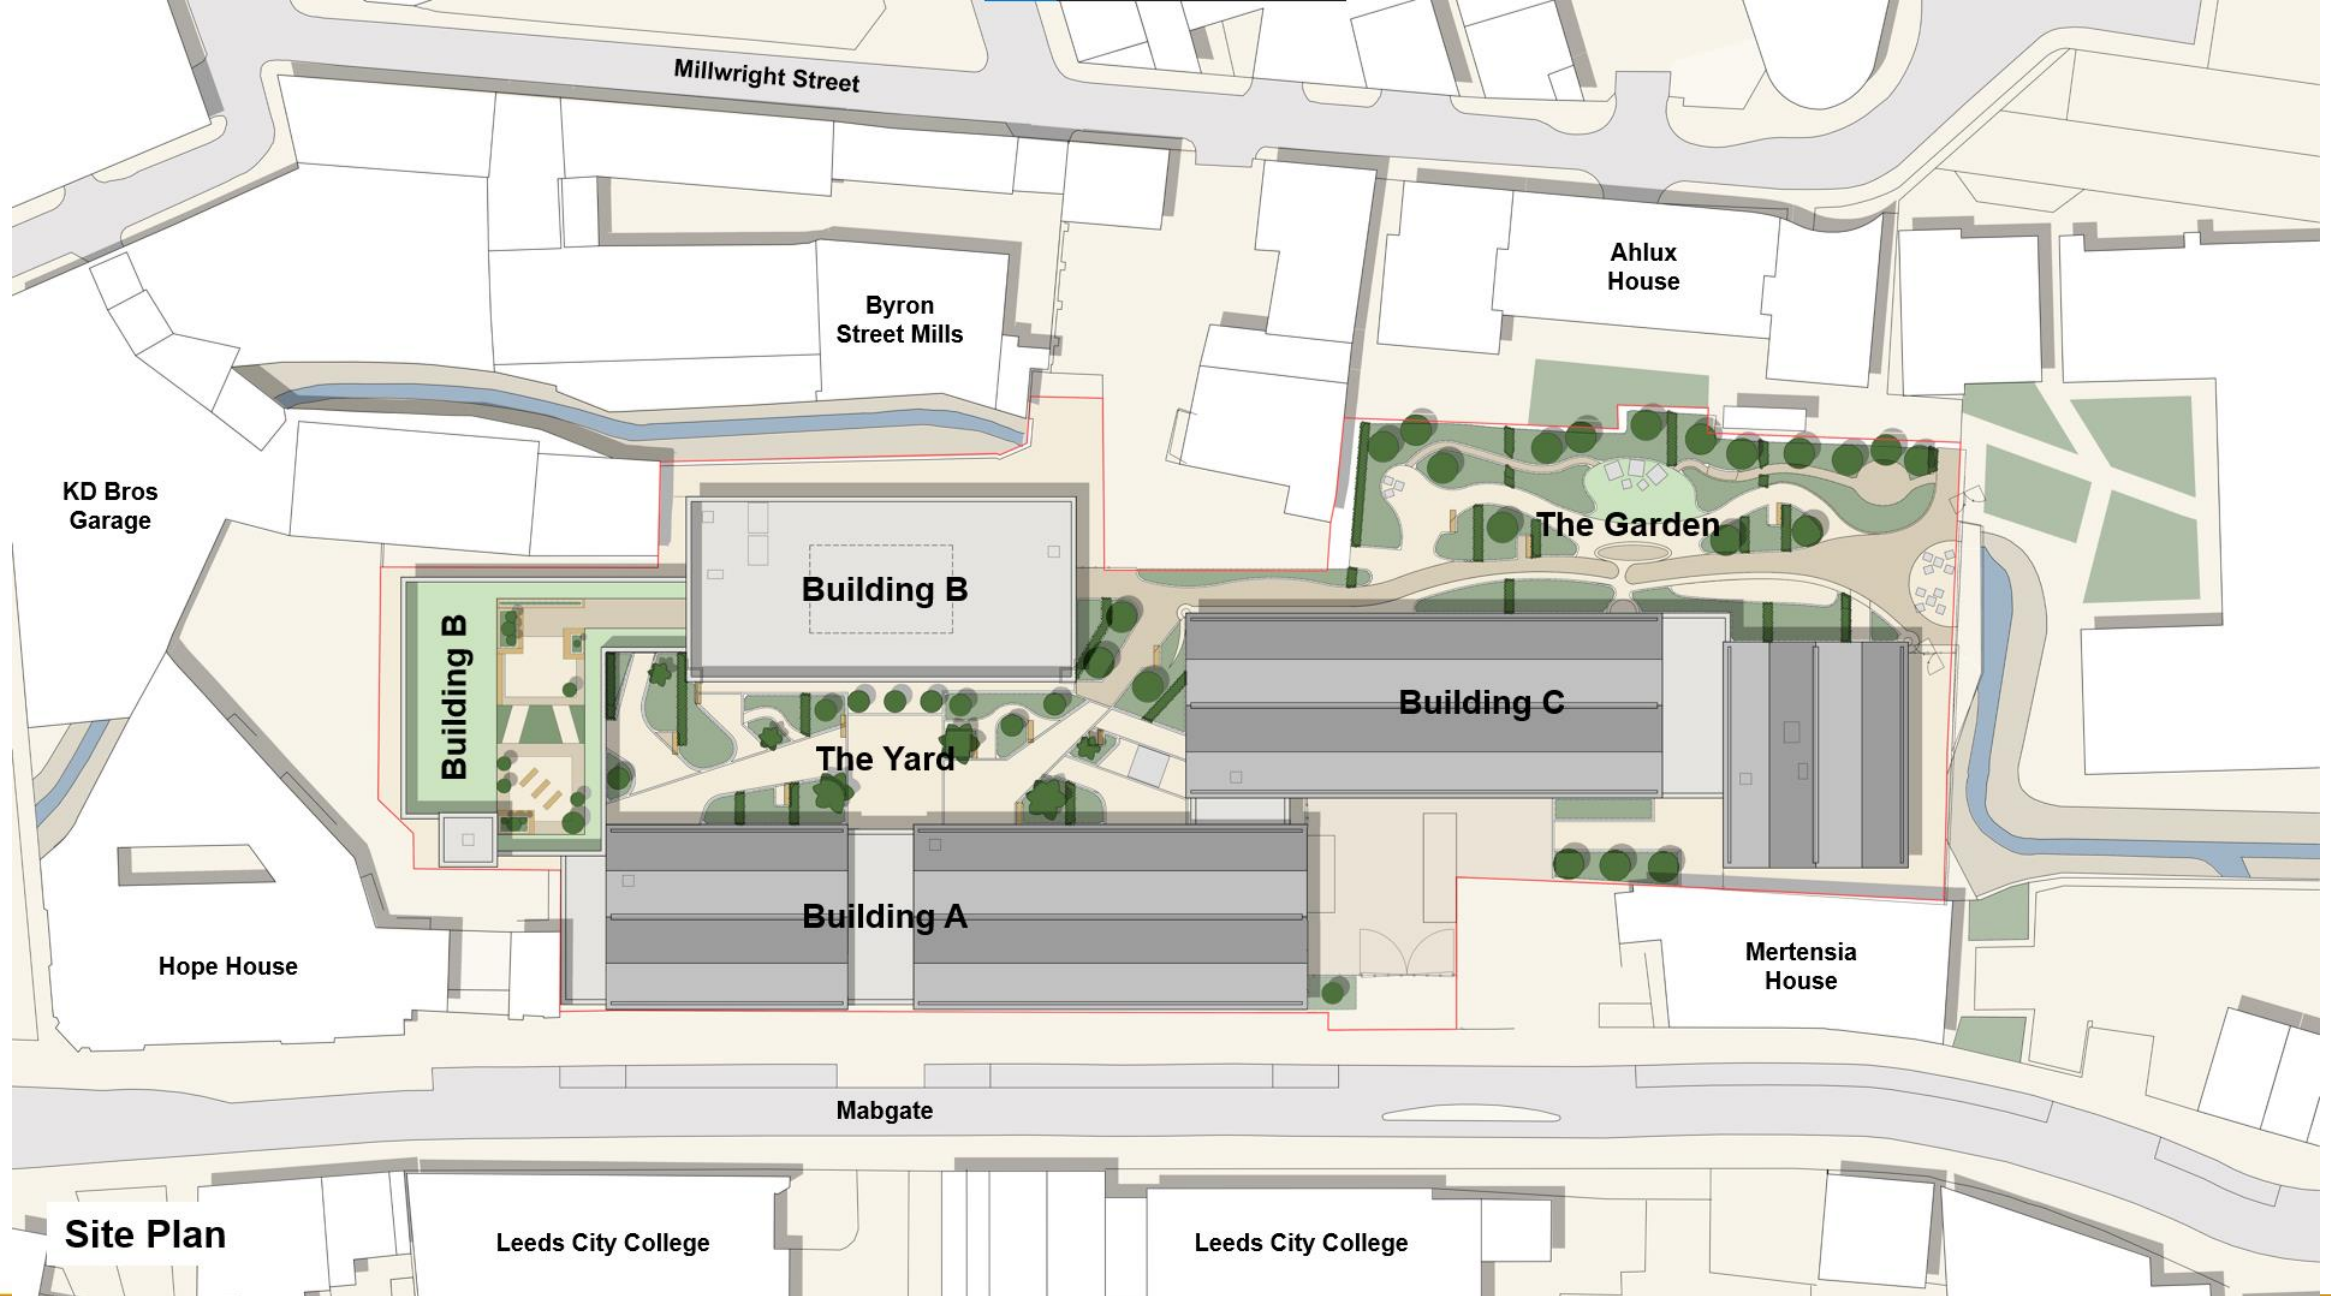 Millwright Street
Ahlux
House
Byron
Street Mills
KD Bros
Garage
The Garden
Building B
Building B
Building C
The Yard
Building A
Hope House
Mertensia
House
Mabgate
Site Plan
Leeds City College
Leeds City College